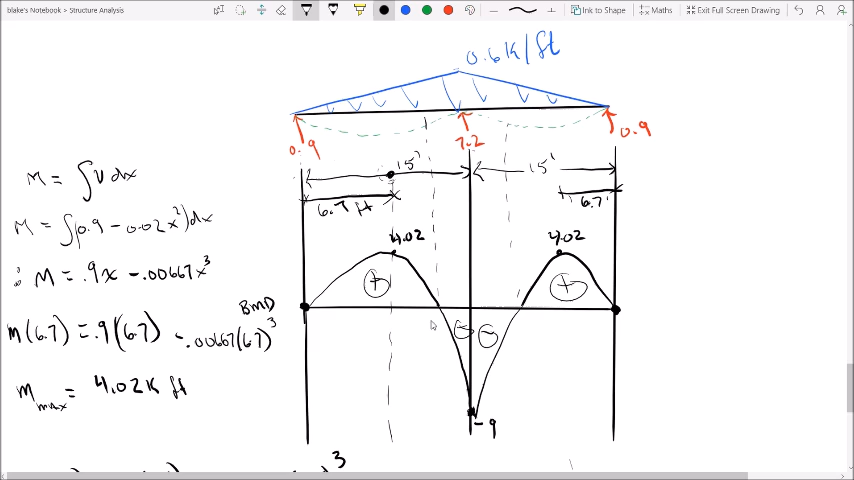 blake's Notebook > Structure Analysis
Ink to Shape
Maths
Exit Full Screen Drawing
0.6K/ft
0.9
7.2
0.9
15'
15'
6.7 ft
6.7'
4.02
4.02
+
+
M = ∫V dx
M = ∫(0.9 - 0.02x²)dx
∴ M = .9x - .00667x³
BMD
M(6.7) = .9(6.7) - .00667(6.7)³
M max = 4.02K ft
- -
-9